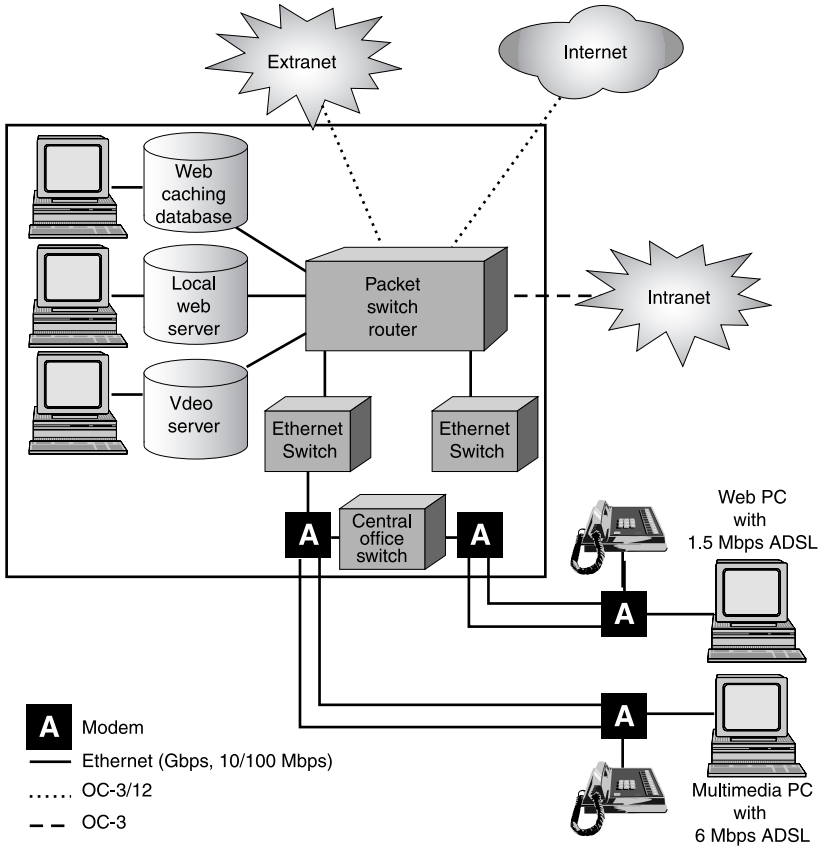 Extranet
Internet
Web
caching
database
Local
web
server
Vdeo
server
Packet
switch
router
Intranet
Ethernet
Switch
Ethernet
Switch
A
Central
office
switch
A
Web PC
with
1.5 Mbps ADSL
A
A
Multimedia PC
with
6 Mbps ADSL
A Modem
Ethernet (Gbps, 10/100 Mbps)
OC-3/12
OC-3